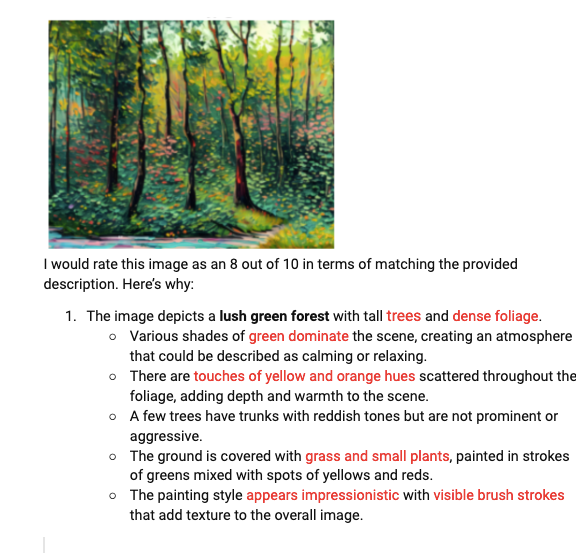 I would rate this image as an 8 out of 10 in terms of matching the provided
description. Here's why:
1. The image depicts a lush green forest with tall trees and dense foliage.
○ Various shades of green dominate the scene, creating an atmosphere
that could be described as calming or relaxing.
○ There are touches of yellow and orange hues scattered throughout the
foliage, adding depth and warmth to the scene.
○ A few trees have trunks with reddish tones but are not prominent or
aggressive.
○ The ground is covered with grass and small plants, painted in strokes
of greens mixed with spots of yellows and reds.
○ The painting style appears impressionistic with visible brush strokes
that add texture to the overall image.